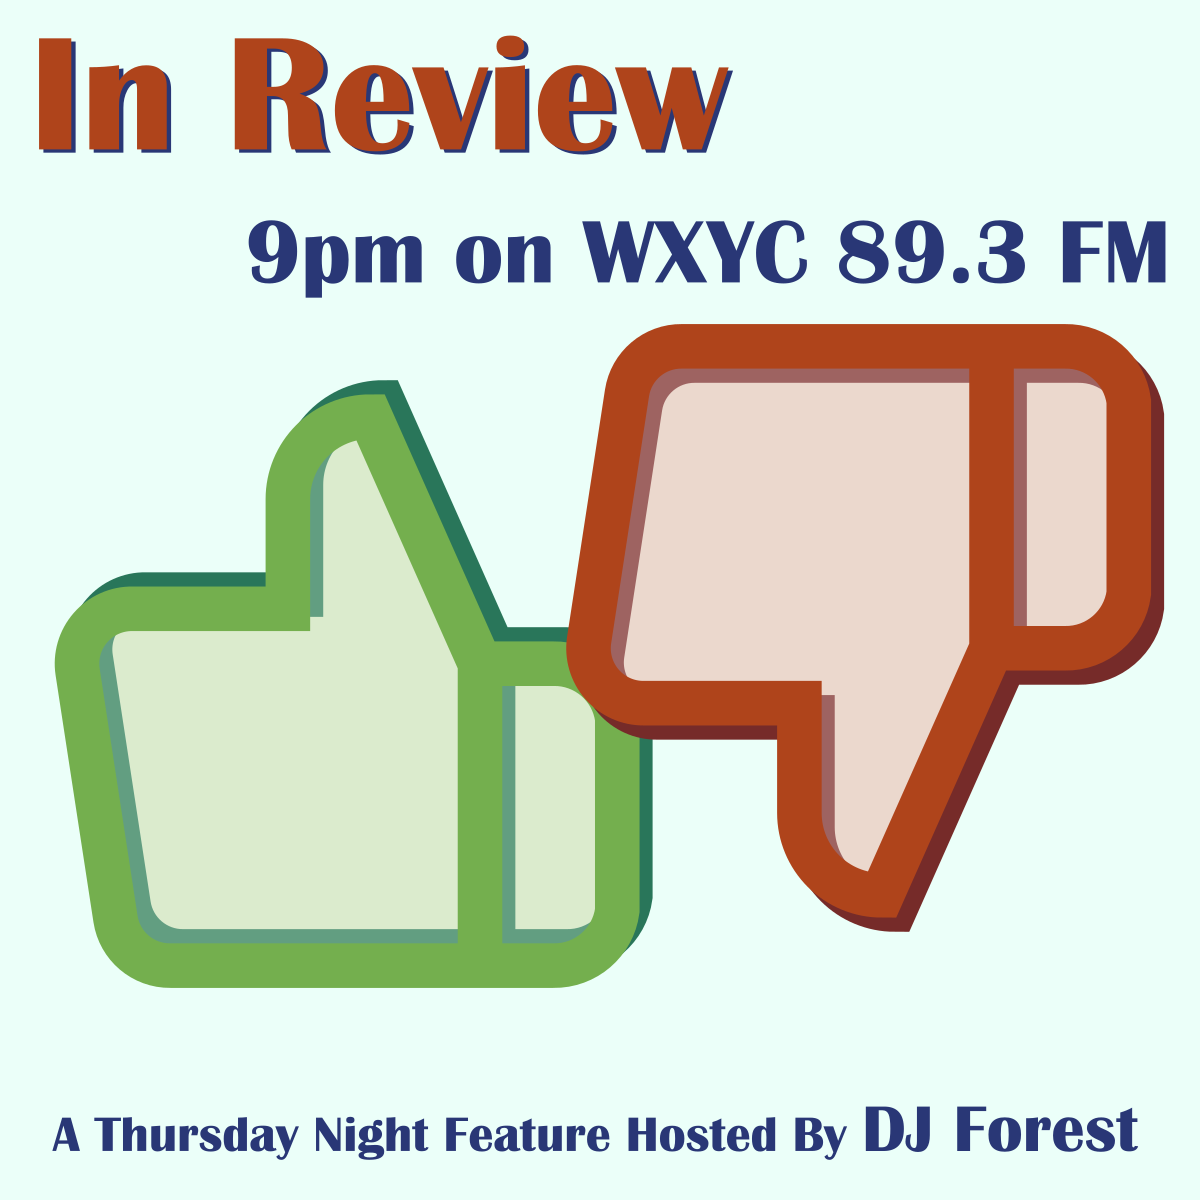 In Review
9pm on WXYC 89.3 FM
A Thursday Night Feature Hosted By DJ Forest